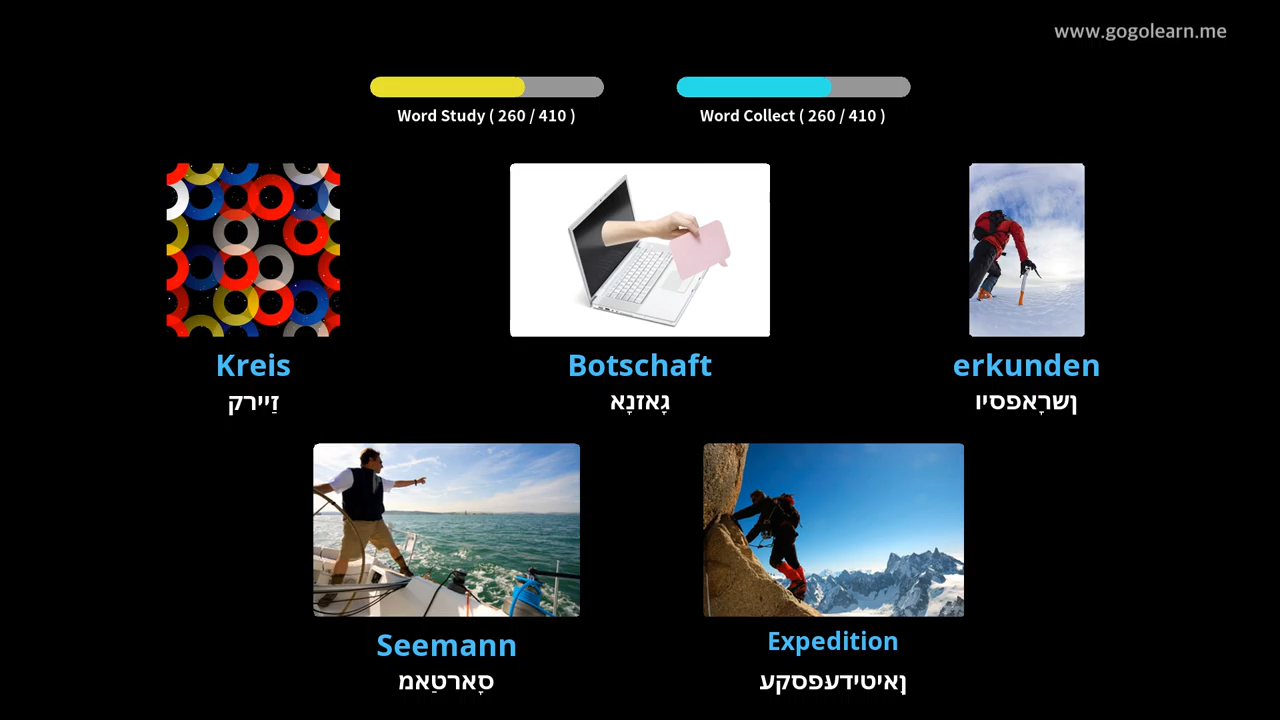 www.gogolearn.me
Word Study ( 260 / 410 )
Word Collect ( 260 / 410 )
Kreis
זַיירק
Botschaft
גָאזנָא
erkunden
ןשרָאפסיו
Seemann
סָארטַאמ
Expedition
ןָאיטידעפסקע